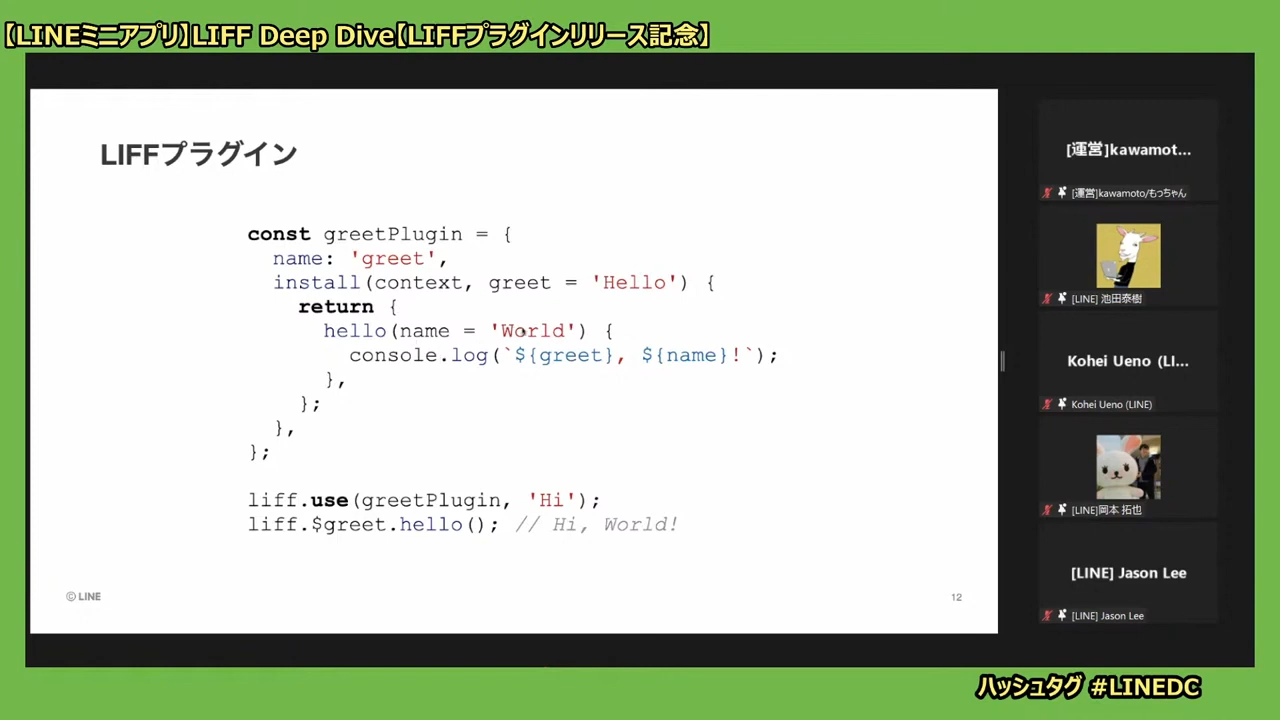 【LINEミニアプリ】LIFF Deep Dive【LIFFプラグインリリース記念】
LIFFプラグイン
const greetPlugin = {
  name: 'greet',
  install(context, greet = 'Hello') {
    return {
      hello(name = 'World') {
        console.log(`${greet}, ${name}!`);
      },
    };
  },
};
liff.use(greetPlugin, 'Hi');
liff.$greet.hello(); // Hi, World!
© LINE
12
[運営]kawamot...
[運営]kawamoto/もっちゃん
[LINE] 池田泰樹
Kohei Ueno (LI...
Kohei Ueno (LINE)
[LINE]岡本 拓也
[LINE] Jason Lee
[LINE] Jason Lee
ハッシュタグ #LINEDC